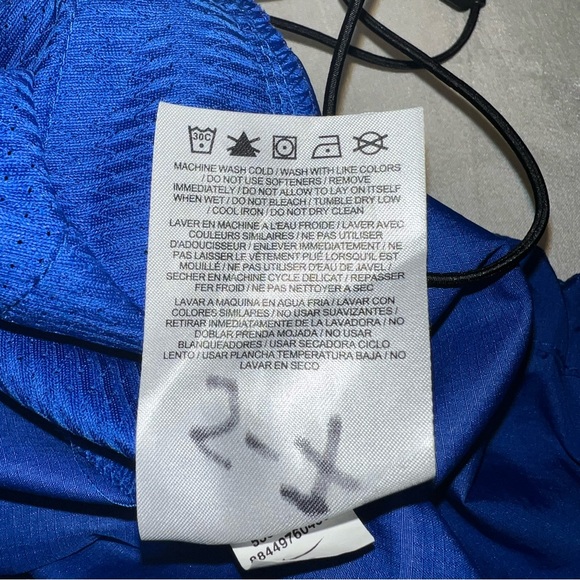 30C
MACHINE WASH COLD / WASH WITH LIKE COLORS
/ DO NOT USE SOFTENERS / REMOVE
IMMEDIATELY / DO NOT ALLOW TO LAY ON ITSELF
WHEN WET / DO NOT BLEACH / TUMBLE DRY LOW
/ COOL IRON / DO NOT DRY CLEAN
LAVER EN MACHINE A L'EAU FROIDE / LAVER AVEC
COULEURS SIMILAIRES / NE PAS UTILISER
D'ADOUCISSEUR / ENLEVER IMMÉDIATEMENT / NE
PAS LAISSER LE VÊTEMENT PLIÉ LORSQU'IL EST
MOUILLÉ / NE PAS UTILISER D'EAU DE JAVEL /
SECHER EN MACHINE CYCLE DELICAT / REPASSER
FER FROID / NE PAS NETTOYER A SEC
LAVAR A MAQUINA EN AGUA FRIA / LAVAR CON
COLORES SIMILARES / NO USAR SUAVIZANTES /
RETIRAR INMEDIATAMENTE DE LA LAVADORA / NO
DOBLAR PRENDA MOJADA / NO USAR
BLANQUEADORES / USAR SECADORA CICLO
LENTO / USAR PLANCHA TEMPERATURA BAJA / NO
LAVAR EN SECO
2-X